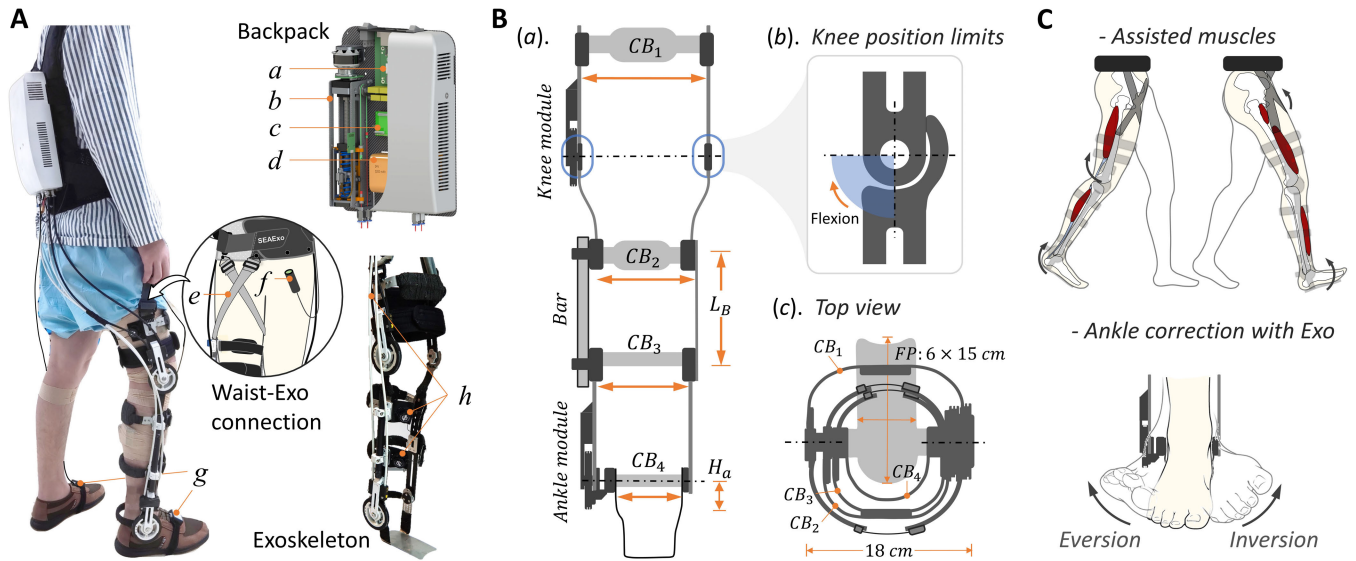 A
Backpack
a
b
c
d
SEAExo
e
f
Waist-Exo
connection
g
h
Exoskeleton
B
(a).
CB1
Knee module
CB2
Bar
LB
CB3
Ankle module
CB4
Ha
(b). Knee position limits
Flexion
(c). Top view
CB1
FP: 6 × 15 cm
CB4
CB3
CB2
18 cm
C
- Assisted muscles
- Ankle correction with Exo
Eversion
Inversion